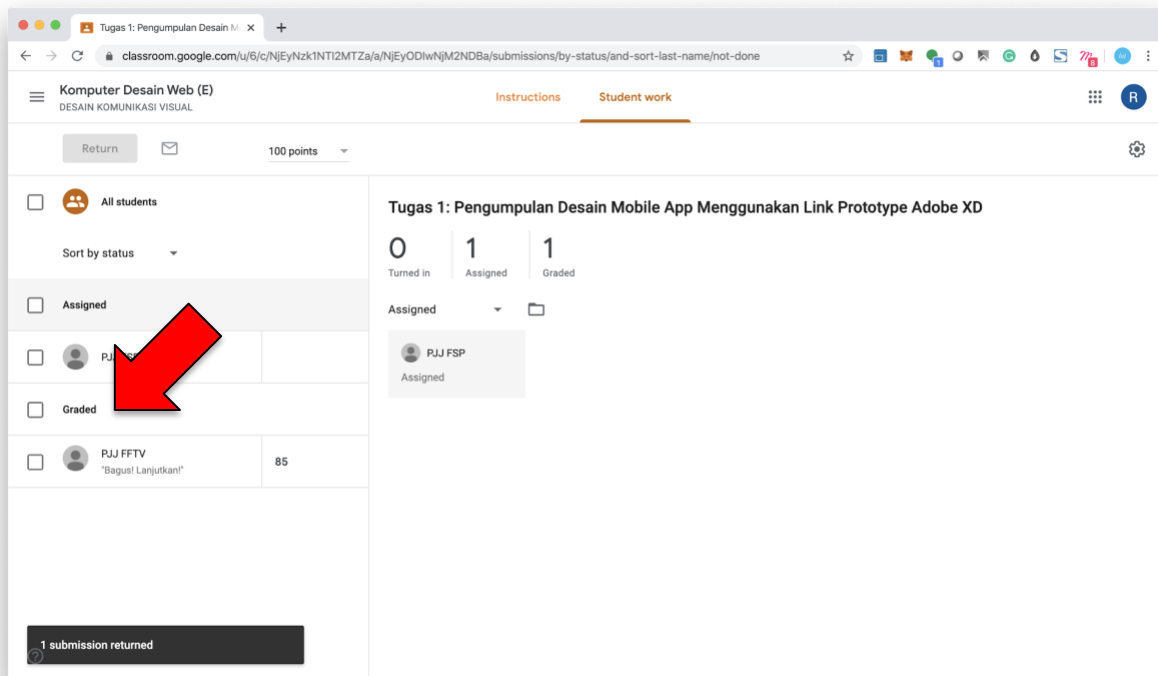 Tugas 1: Pengumpulan Desain M
classroom.google.com/u/6/c/NjEyNzk1NTI2MTZa/a/NjEyODIwNjM2NDBa/submissions/by-status/and-sort-last-name/not-done
Komputer Desain Web (E)
DESAIN KOMUNIKASI VISUAL
Instructions
Student work
R
Return
100 points
All students
Sort by status
Assigned
Graded
PJJ FFTV
"Bagus! Lanjutkan!"
85
Tugas 1: Pengumpulan Desain Mobile App Menggunakan Link Prototype Adobe XD
0
Turned in
1
Assigned
1
Graded
Assigned
PJJ FSP
Assigned
1 submission returned